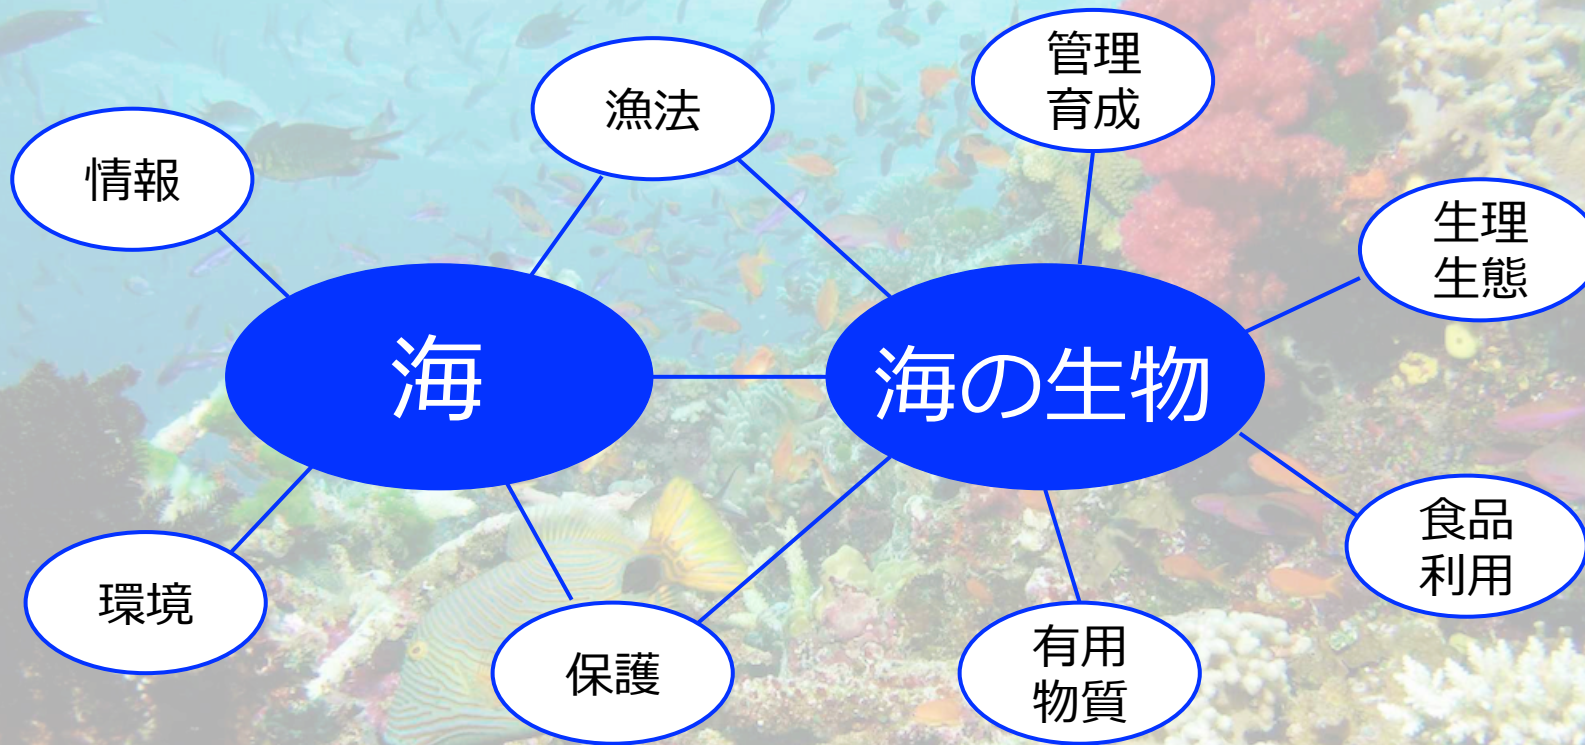 管理
育成
漁法
情報
生理
生態
海
海の生物
食品
利用
環境
保護
有用
物質